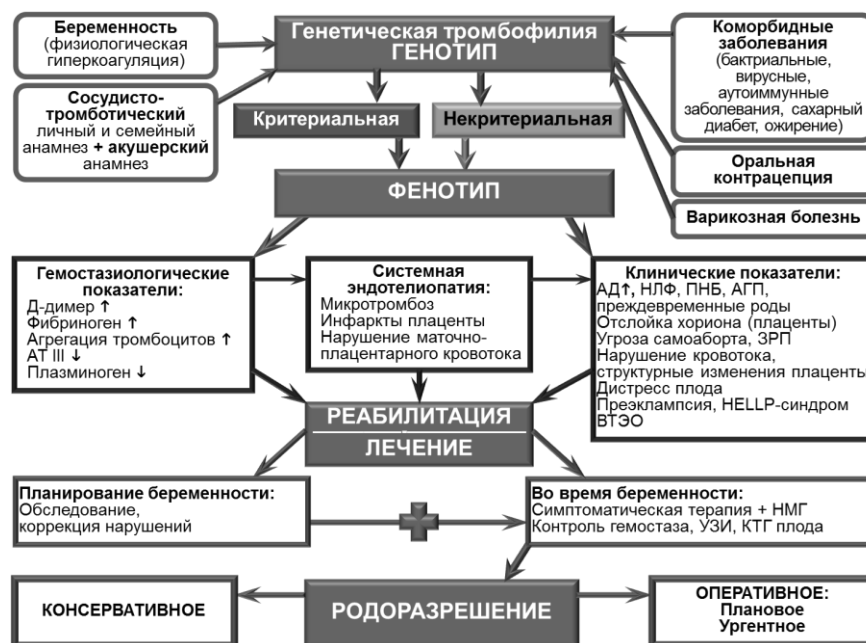 Беременность
(физиологическая
гиперкоагуляция)
Генетическая тромбофилия
ГЕНОТИП
Коморбидные
заболевания
(бактриальные,
вирусные,
аутоиммунные
заболевания, сахарный
диабет, ожирение)
Сосудисто-
тромботический
личный и семейный
анамнез + акушерский
анамнез
Критериальная
Некритериальная
Оральная
контрацепция
ФЕНОТИП
Варикозная болезнь
Гемостазиологические
показатели:
Д-димер ↑
Фибриноген ↑
Агрегация тромбоцитов ↑
АТ III ↓
Плазминоген ↓
Системная
эндотелиопатия:
Микротромбоз
Инфаркты плаценты
Нарушение маточно-
плацентарного кровотока
Клинические показатели:
АД↑, НЛФ, ПНБ, АГП,
преждевременные роды
Отслойка хориона (плаценты)
Угроза самоаборта, ЗРП
Нарушение кровотока,
структурные изменения плаценты
Дистресс плода
Преэклампсия, HELLP-синдром
ВТЭО
РЕАБИЛИТАЦИЯ
ЛЕЧЕНИЕ
Планирование беременности:
Обследование,
коррекция нарушений
Во время беременности:
Симптоматическая терапия + НМГ
Контроль гемостаза, УЗИ, КТГ плода
КОНСЕРВАТИВНОЕ
РОДОРАЗРЕШЕНИЕ
ОПЕРАТИВНОЕ:
Плановое
Ургентное